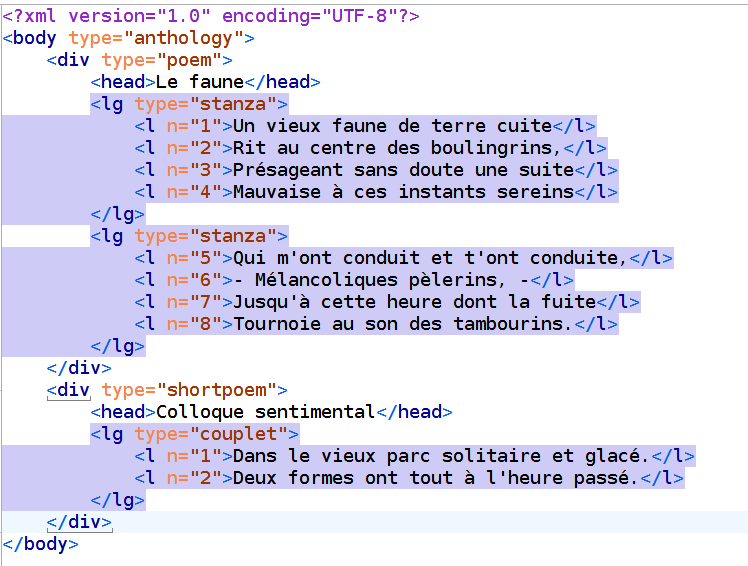 <?xml version="1.0" encoding="UTF-8"?>
<body type="anthology">
    <div type="poem">
        <head>Le faune</head>
        <lg type="stanza">
            <l n="1">Un vieux faune de terre cuite</l>
            <l n="2">Rit au centre des boulingrins,</l>
            <l n="3">Présageant sans doute une suite</l>
            <l n="4">Mauvaise à ces instants sereins</l>
        </lg>
        <lg type="stanza">
            <l n="5">Qui m'ont conduit et t'ont conduite,</l>
            <l n="6">- Mélancoliques pèlerins, -</l>
            <l n="7">Jusqu'à cette heure dont la fuite</l>
            <l n="8">Tournoie au son des tambourins.</l>
        </lg>
    </div>
    <div type="shortpoem">
        <head>Colloque sentimental</head>
        <lg type="couplet">
            <l n="1">Dans le vieux parc solitaire et glacé.</l>
            <l n="2">Deux formes ont tout à l'heure passé.</l>
        </lg>
    </div>
</body>